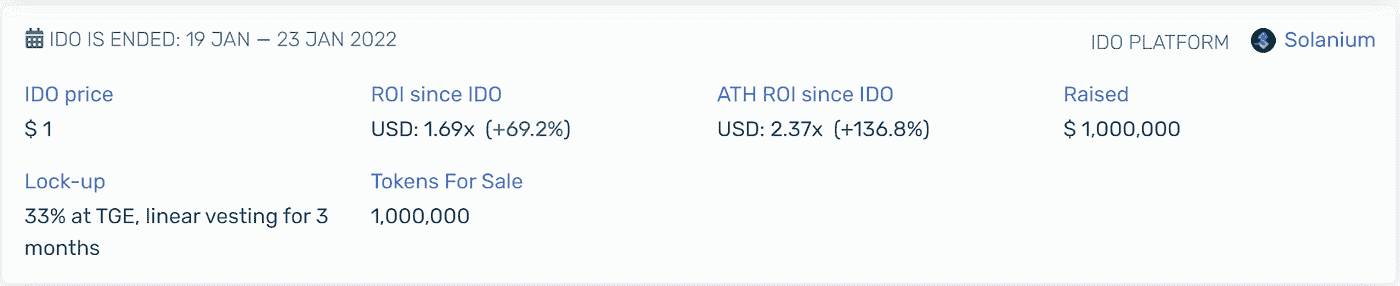 IDO IS ENDED: 19 JAN — 23 JAN 2022
IDO PLATFORM Solanium
IDO price
$ 1
ROI since IDO
USD: 1.69x (+69.2%)
ATH ROI since IDO
USD: 2.37x (+136.8%)
Raised
$ 1,000,000
Lock-up
33% at TGE, linear vesting for 3
months
Tokens For Sale
1,000,000